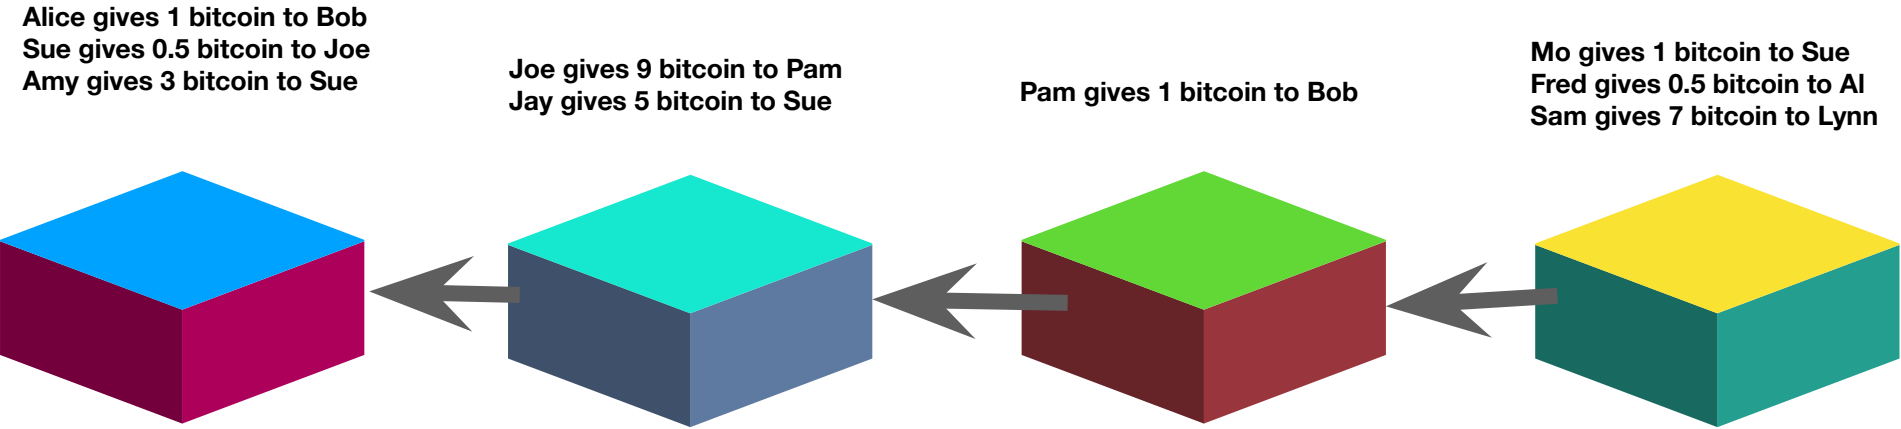 Alice gives 1 bitcoin to Bob
Sue gives 0.5 bitcoin to Joe
Amy gives 3 bitcoin to Sue
Joe gives 9 bitcoin to Pam
Jay gives 5 bitcoin to Sue
Pam gives 1 bitcoin to Bob
Mo gives 1 bitcoin to Sue
Fred gives 0.5 bitcoin to Al
Sam gives 7 bitcoin to Lynn